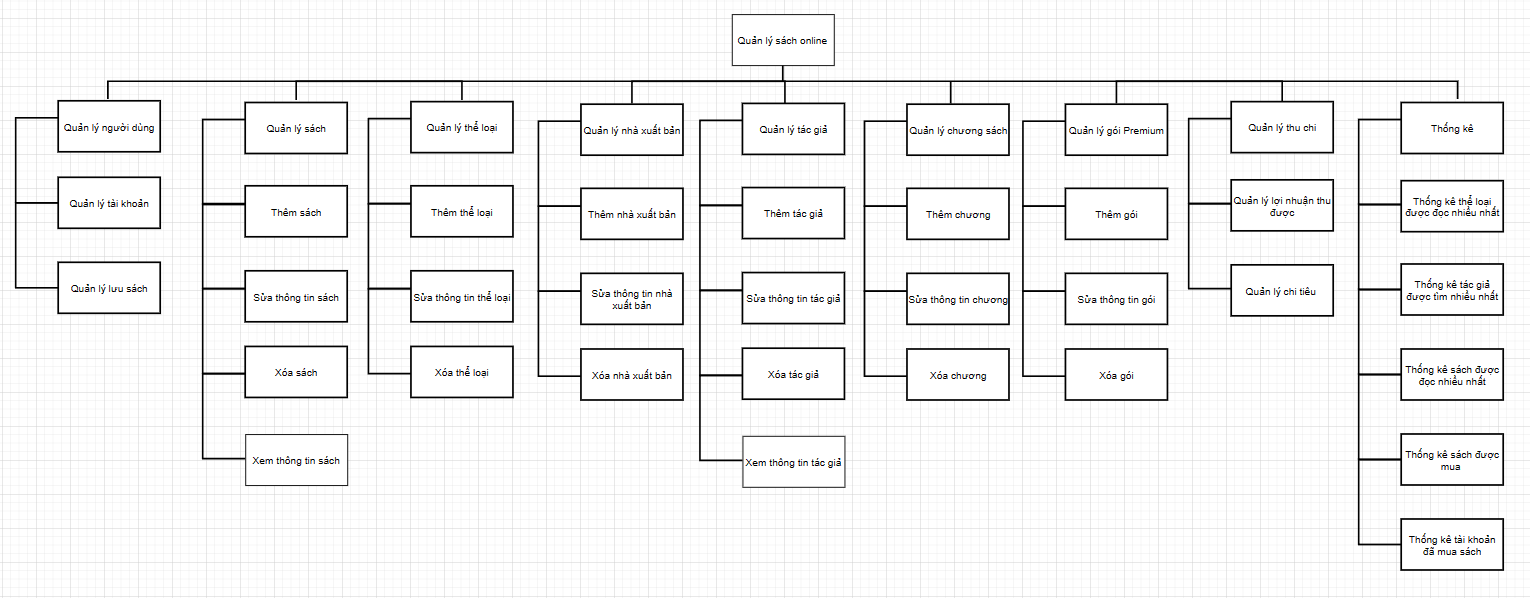 Quản lý sách online
Quản lý người dùng
Quản lý tài khoản
Quản lý lưu sách
Quản lý sách
Thêm sách
Sửa thông tin sách
Xóa sách
Xem thông tin sách
Quản lý thể loại
Thêm thể loại
Sửa thông tin thể loại
Xóa thể loại
Quản lý nhà xuất bản
Thêm nhà xuất bản
Sửa thông tin nhà
xuất bản
Xóa nhà xuất bản
Quản lý tác giả
Thêm tác giả
Sửa thông tin tác giả
Xóa tác giả
Xem thông tin tác giả
Quản lý chương sách
Thêm chương
Sửa thông tin chương
Xóa chương
Quản lý gói Premium
Thêm gói
Sửa thông tin gói
Xóa gói
Quản lý thu chi
Quản lý lợi nhuận thu
được
Quản lý chi tiêu
Thống kê
Thống kê thể loại
được đọc nhiều nhất
Thống kê tác giả
được tìm nhiều nhất
Thống kê sách được
đọc nhiều nhất
Thống kê sách được
mua
Thống kê tài khoản
đã mua sách